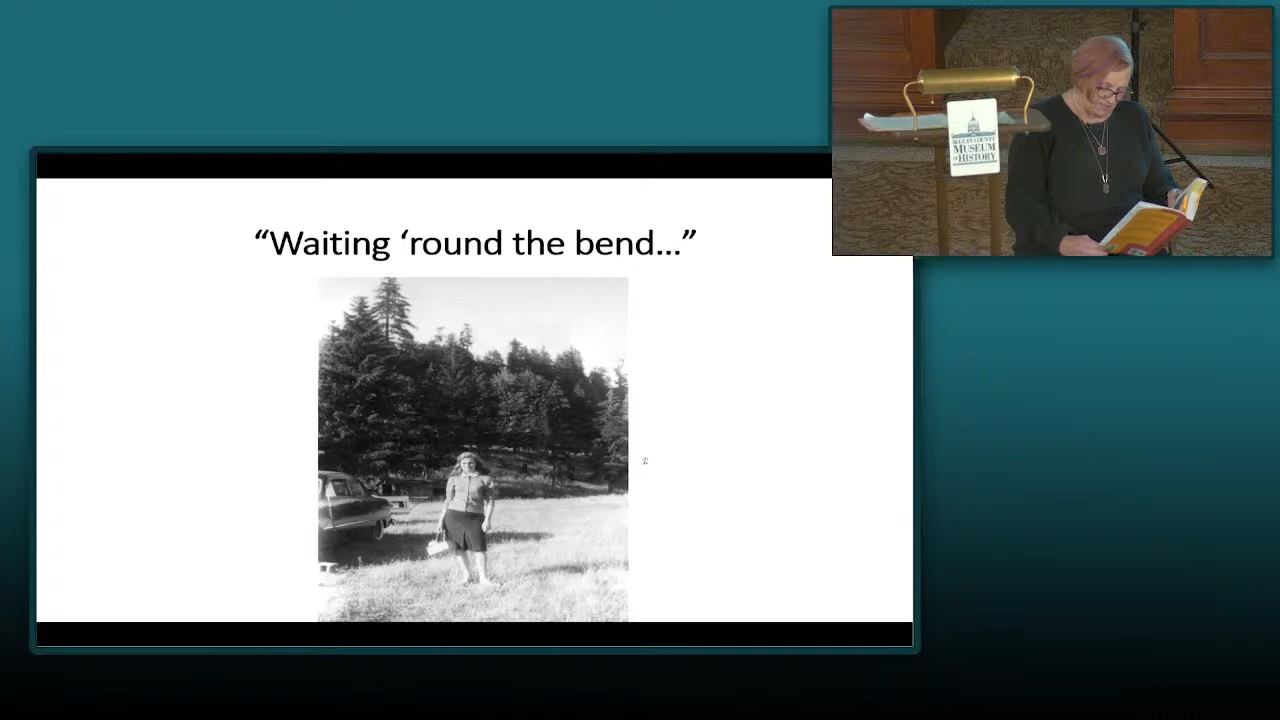 “Waiting ‘round the bend…”
McLEAN COUNTY
MUSEUM
OF HISTORY